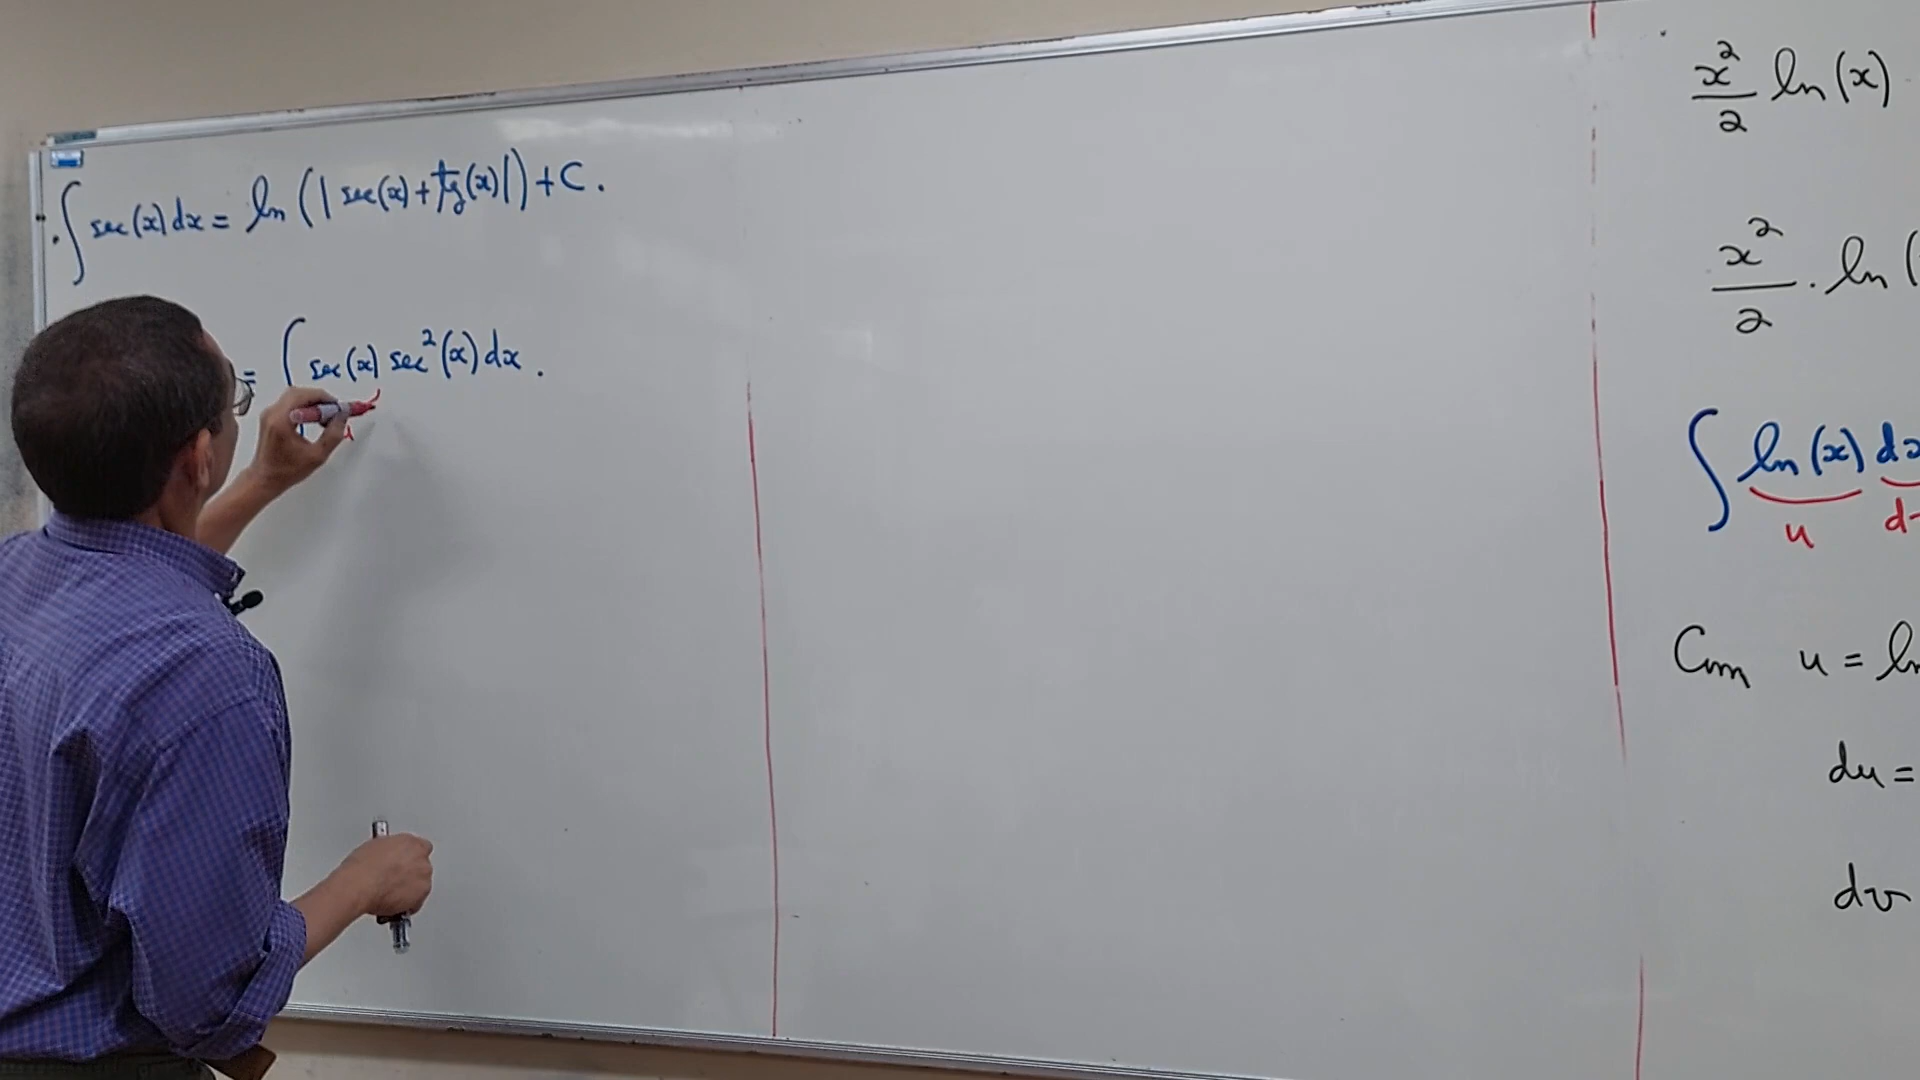 ∫ sec(x) dx = ln (| sec(x) + tg(x) |) + C.
= ∫ sec(x) sec²(x) dx.
u
x²/2 ln(x)
x²/2 . ln (
∫ ln(x) dx
u
Com u = ln
du =
dv